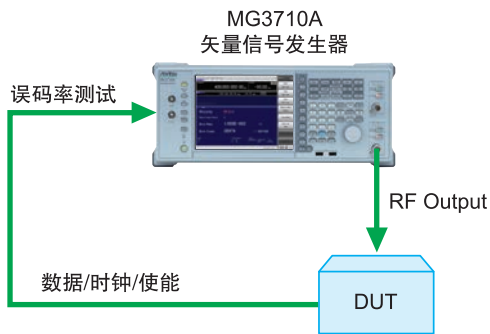 MG3710A
矢量信号发生器
误码率测试
RF Output
数据/时钟/使能
DUT